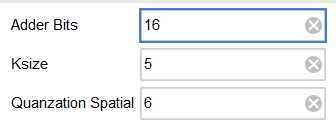 Adder Bits 16
Ksize 5
Quanzation Spatial 6